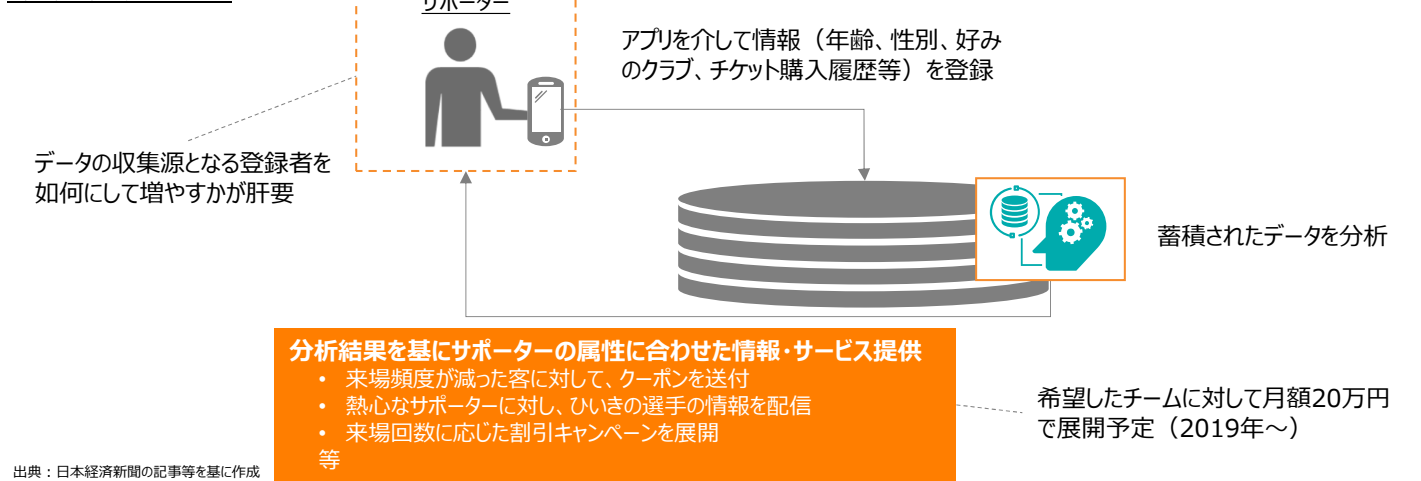 サポーター
アプリを介して情報（年齢、性別、好み
のクラブ、チケット購入履歴等）を登録
データの収集源となる登録者を
如何にして増やすかが肝要
蓄積されたデータを分析
分析結果を基にサポーターの属性に合わせた情報・サービス提供
• 来場頻度が減った客に対して、クーポンを送付
• 熱心なサポーターに対し、ひいきの選手の情報を配信
• 来場回数に応じた割引キャンペーンを展開
等
希望したチームに対して月額20万円
で展開予定（2019年～）
出典：日本経済新聞の記事等を基に作成